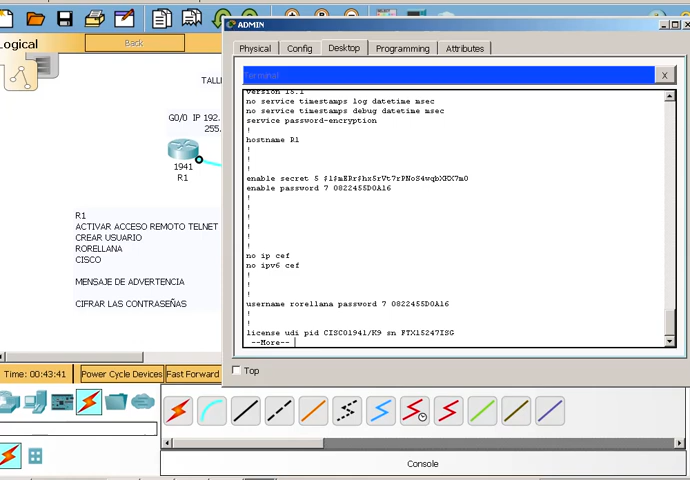 ADMIN
Logical
Back
Physical
Config
Desktop
Programming
Attributes
Terminal
X
TALL
G0/0 IP 192.
255.
1941
R1
R1
ACTIVAR ACCESO REMOTO TELNET
CREAR USUARIO
RORELLANA
CISCO
MENSAJE DE ADVERTENCIA
CIFRAR LAS CONTRASEÑAS
version 15.1
no service timestamps log datetime msec
no service timestamps debug datetime msec
service password-encryption
!
hostname R1
!
!
!
enable secret 5 $1$mERr$hx5rVt7rPNoS4wqbXKX7m0
enable password 7 0822455D0A16
!
!
!
!
!
!
no ip cef
no ipv6 cef
!
!
!
username rorellana password 7 0822455D0A16
!
!
license udi pid CISCO1941/K9 sn FTX15247ISG
--More--
Top
Time: 00:43:41
Power Cycle Devices
Fast Forward
Console